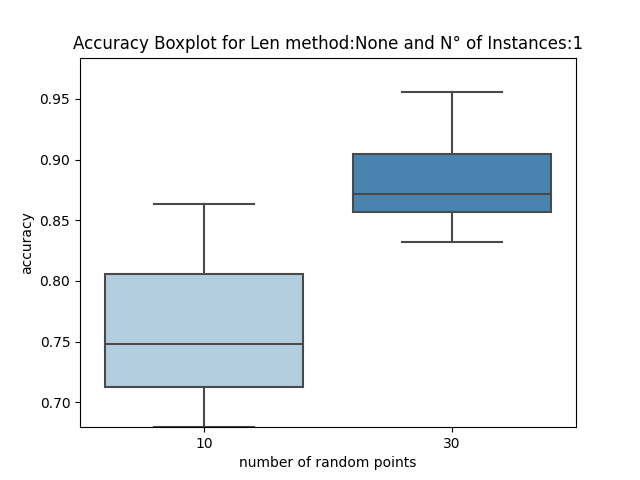 Accuracy Boxplot for Len method:None and N° of Instances:1
0.95
0.90
0.85
0.80
0.75
0.70
accuracy
10 30
number of random points